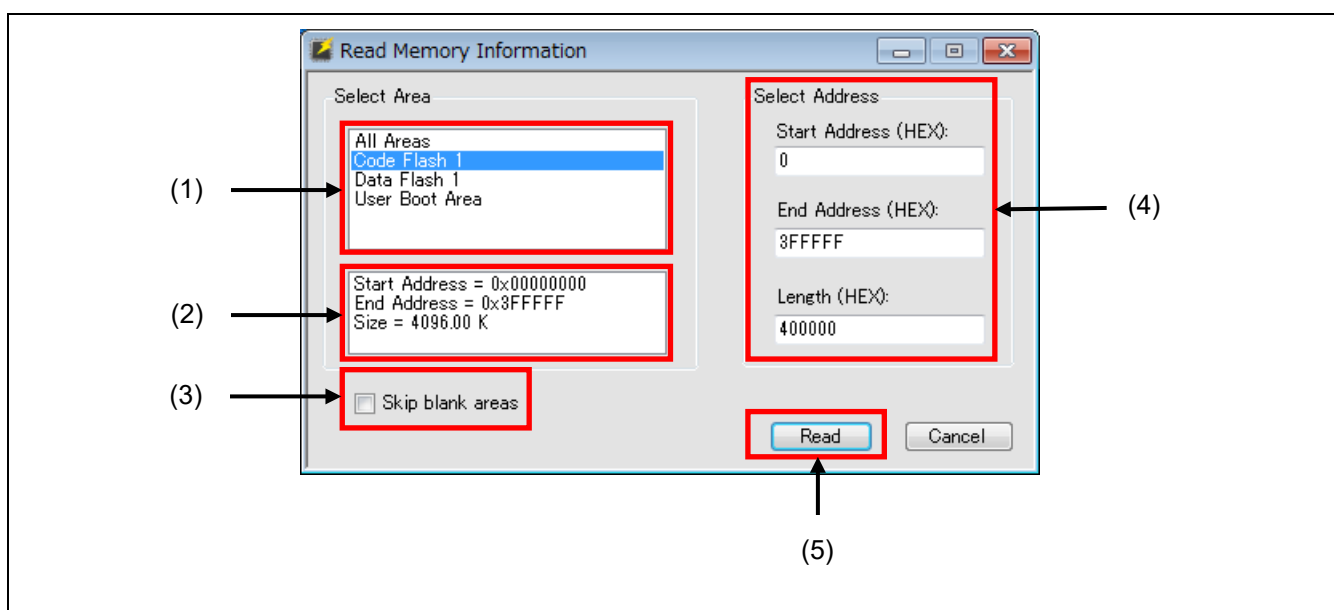 Read Memory Information
Select Area
All Areas
Code Flash 1
Data Flash 1
User Boot Area
(1)
Start Address = 0x00000000
End Address = 0x3FFFFF
Size = 4096.00 K
(2)
(3)
Skip blank areas
Select Address
Start Address (HEX):
0
End Address (HEX):
3FFFFF
Length (HEX):
400000
(4)
Read
Cancel
(5)